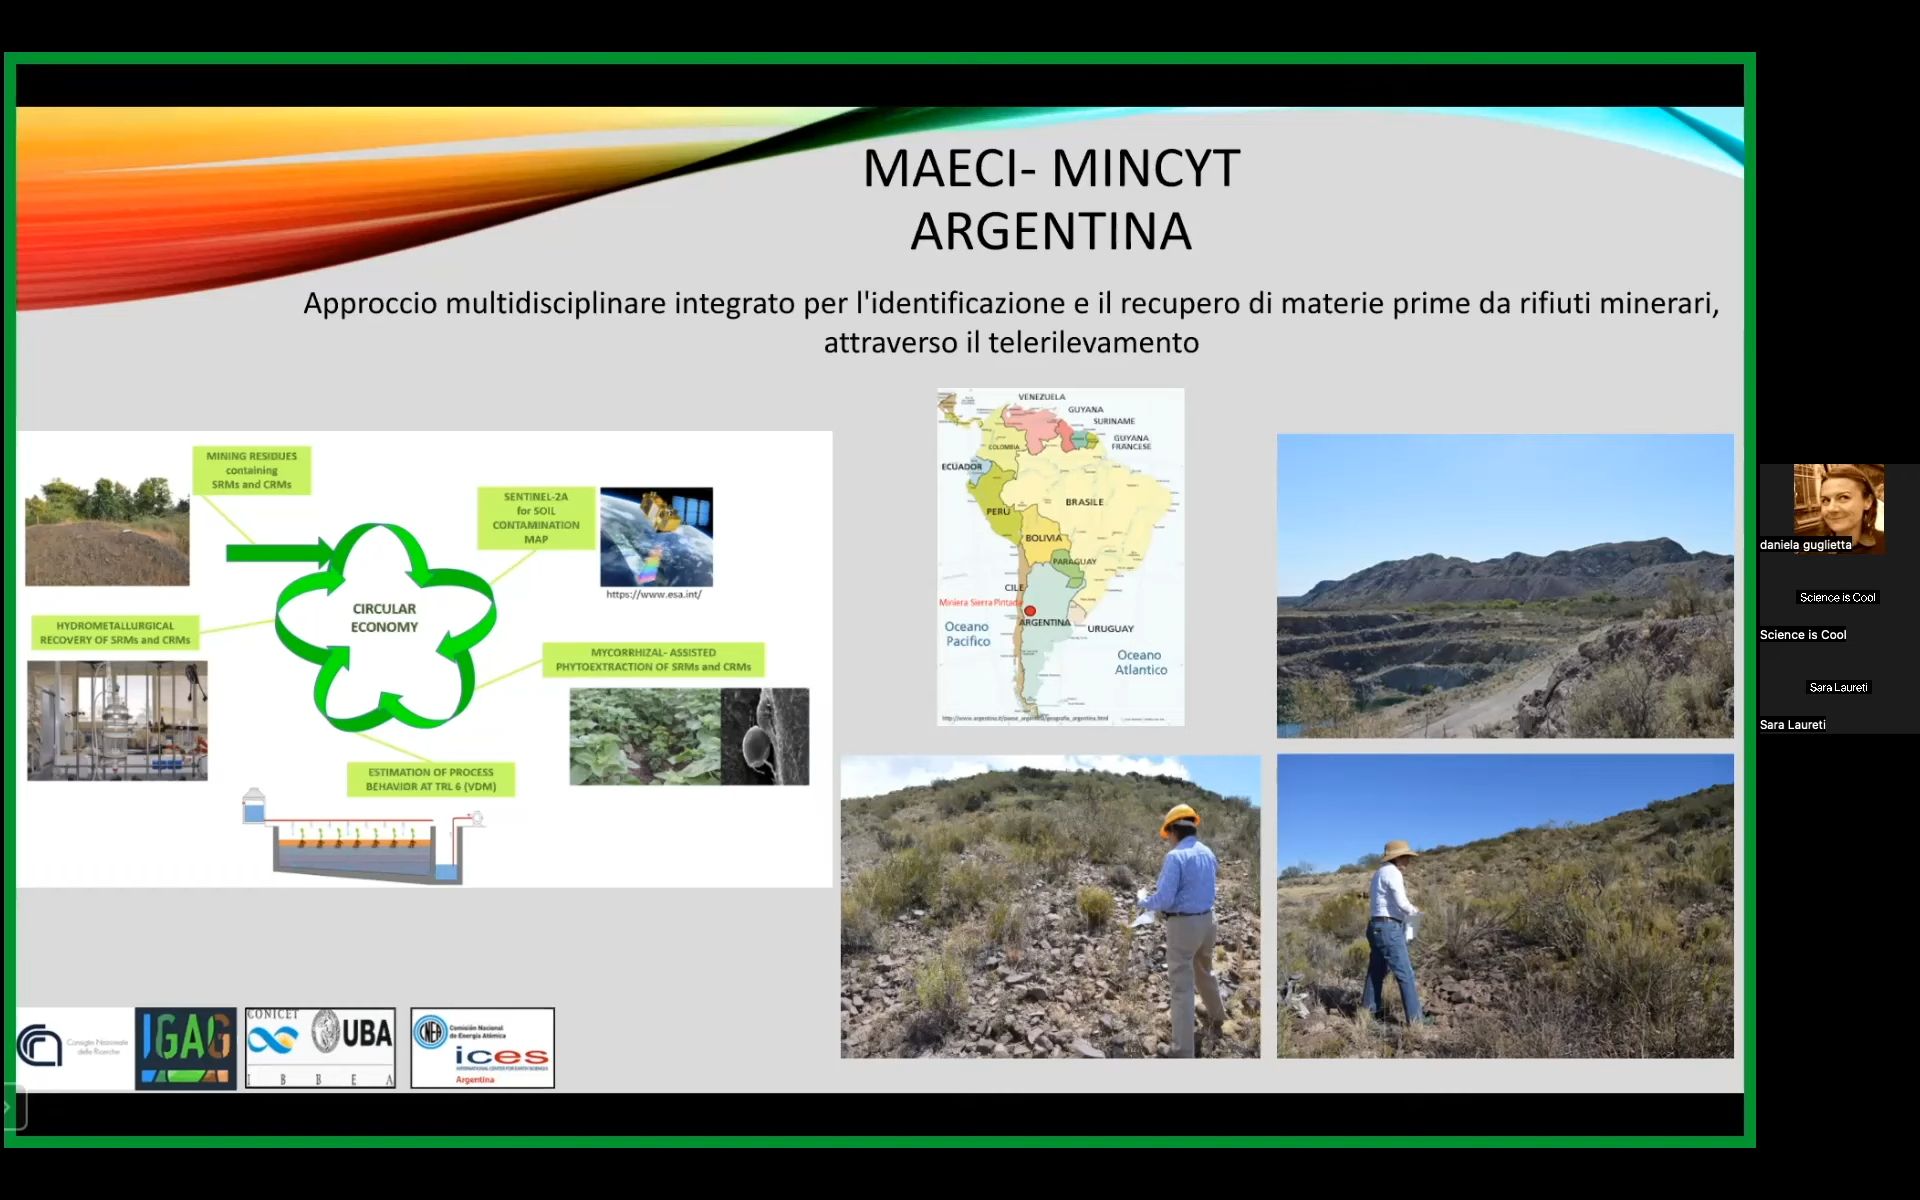 MAECI- MINCYT
ARGENTINA
Approccio multidisciplinare integrato per l'identificazione e il recupero di materie prime da rifiuti minerari,
attraverso il telerilevamento
MINING RESIDUES
containing
SRMs and CRMs
SENTINEL-2A
for SOIL
CONTAMINATION
MAP
https://www.esa.int/
CIRCULAR
ECONOMY
HYDROMETALLURGICAL
RECOVERY OF SRMs and CRMs
MYCORRHIZAL- ASSISTED
PHYTOEXTRACTION OF SRMs and CRMs
ESTIMATION OF PROCESS
BEHAVIOR AT TRL 6 (VDM)
VENEZUELA
GUYANA
SURINAME
GUYANA
FRANCESE
COLOMBIA
ECUADOR
PERÙ
BRASILE
BOLIVIA
PARAGUAY
CILE
Miniera Sierra Pintada
ARGENTINA
URUGUAY
Oceano
Pacifico
Oceano
Atlantico
Consiglio Nazionale
delle Ricerche
IGAG
CONICET
UBA
I B B E A
CNEA
Comisión Nacional
de Energía Atómica
ices
INTERNATIONAL CENTER FOR EARTH SCIENCES
Argentina
daniela guglietta
Science is Cool
Science is Cool
Sara Laureti
Sara Laureti